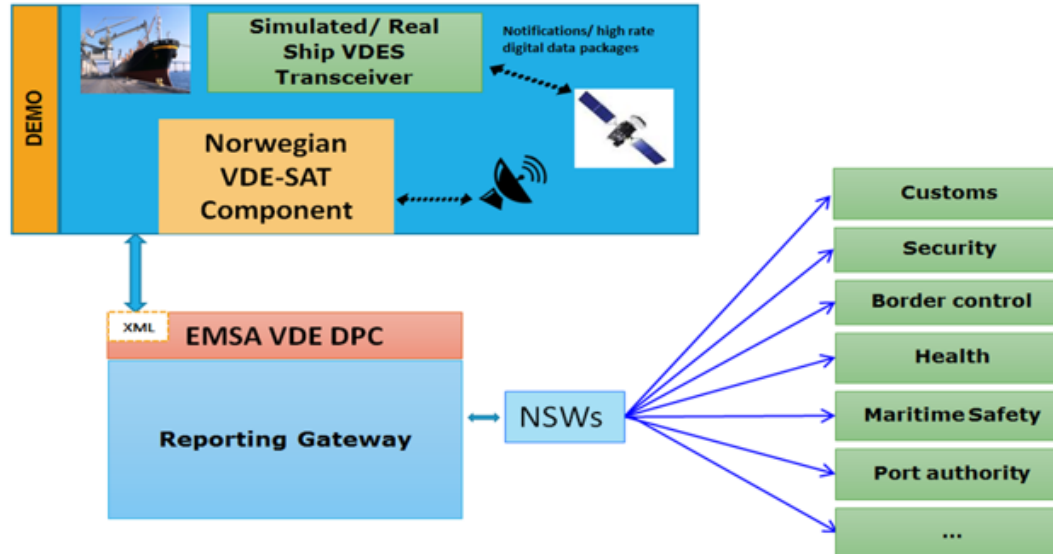 DEMO
Simulated/ Real
Ship VDES
Transceiver
Notifications/ high rate
digital data packages
Norwegian
VDE-SAT
Component
XML
EMSA VDE DPC
Reporting Gateway
NSWs
Customs
Security
Border control
Health
Maritime Safety
Port authority
...